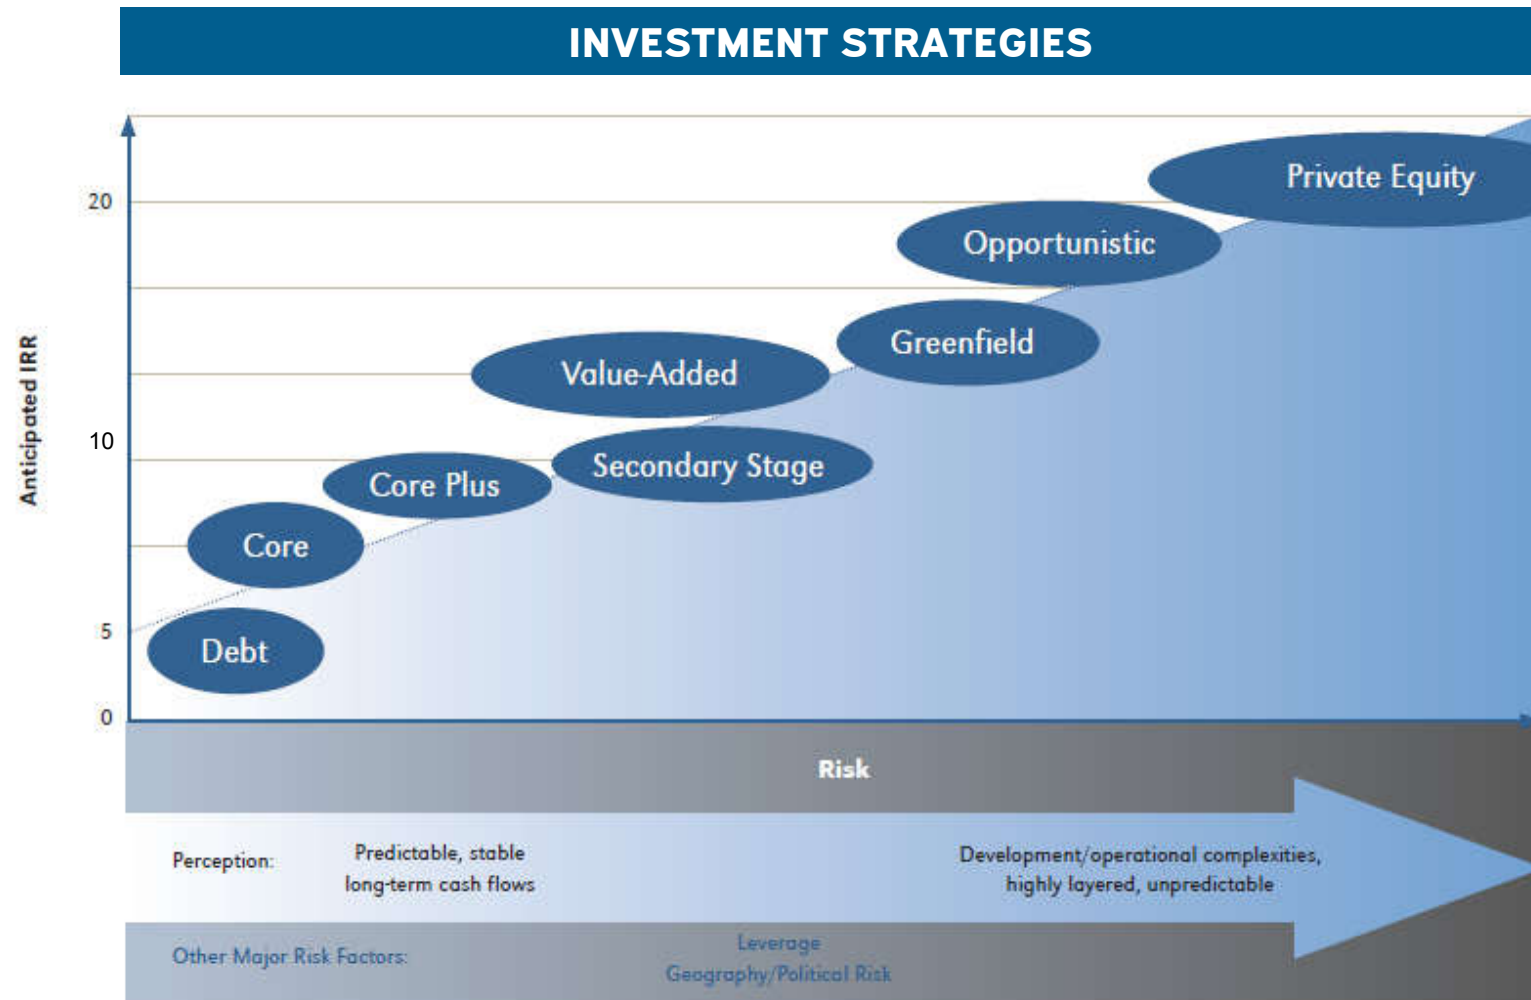 INVESTMENT STRATEGIES
Anticipated IRR
20
10
5
0
Private Equity
Opportunistic
Greenfield
Value-Added
Secondary Stage
Core Plus
Core
Debt
Risk
Perception:
Predictable, stable
long-term cash flows
Development/operational complexities,
highly layered, unpredictable
Other Major Risk Factors:
Leverage
Geography/Political Risk